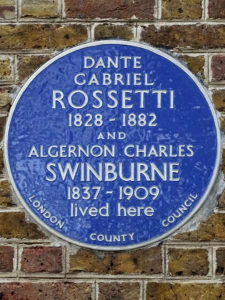 DANTE
GABRIEL
ROSSETTI
1828 - 1882
AND
ALGERNON CHARLES
SWINBURNE
1837 - 1909
lived here
LONDON COUNTY COUNCIL